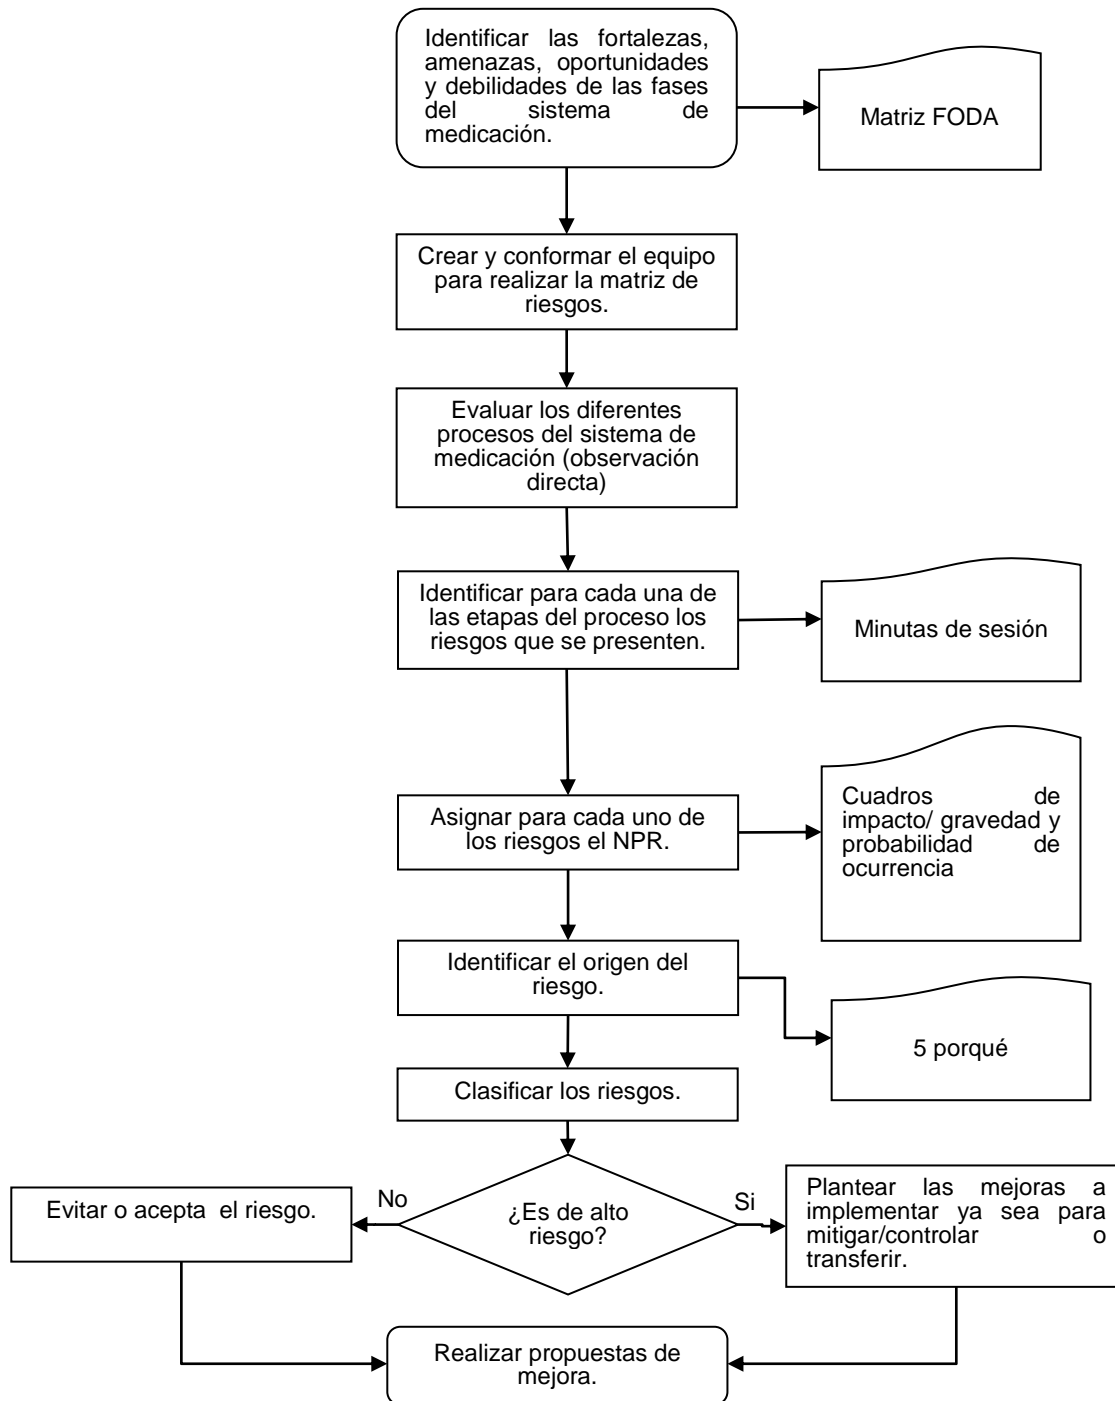 Identificar las fortalezas,
amenazas, oportunidades
y debilidades de las fases
del sistema de
medicación.
Matriz FODA
Crear y conformar el equipo
para realizar la matriz de
riesgos.
Evaluar los diferentes
procesos del sistema de
medicación (observación
directa)
Identificar para cada una de
las etapas del proceso los
riesgos que se presenten.
Minutas de sesión
Asignar para cada uno de
los riesgos el NPR.
Cuadros de
impacto/ gravedad y
probabilidad de
ocurrencia
Identificar el origen del
riesgo.
5 porqué
Clasificar los riesgos.
¿Es de alto
riesgo?
No
Evitar o acepta el riesgo.
Si
Plantear las mejoras a
implementar ya sea para
mitigar/controlar o
transferir.
Realizar propuestas de
mejora.